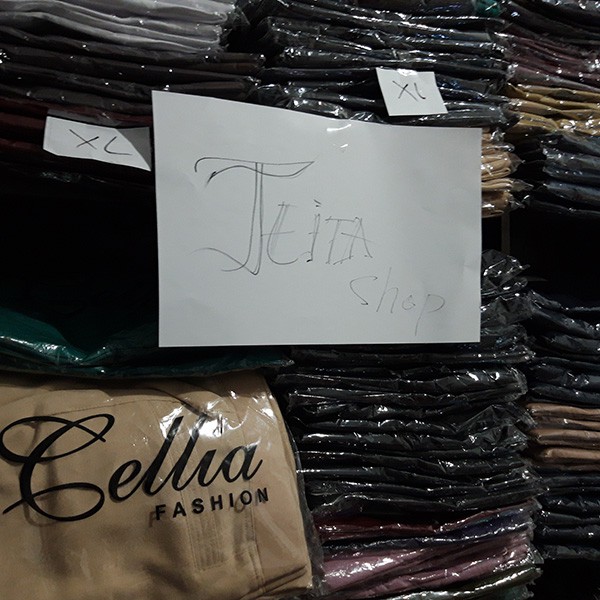 XL
XL
TEITA
shop
Cellia
FASHION